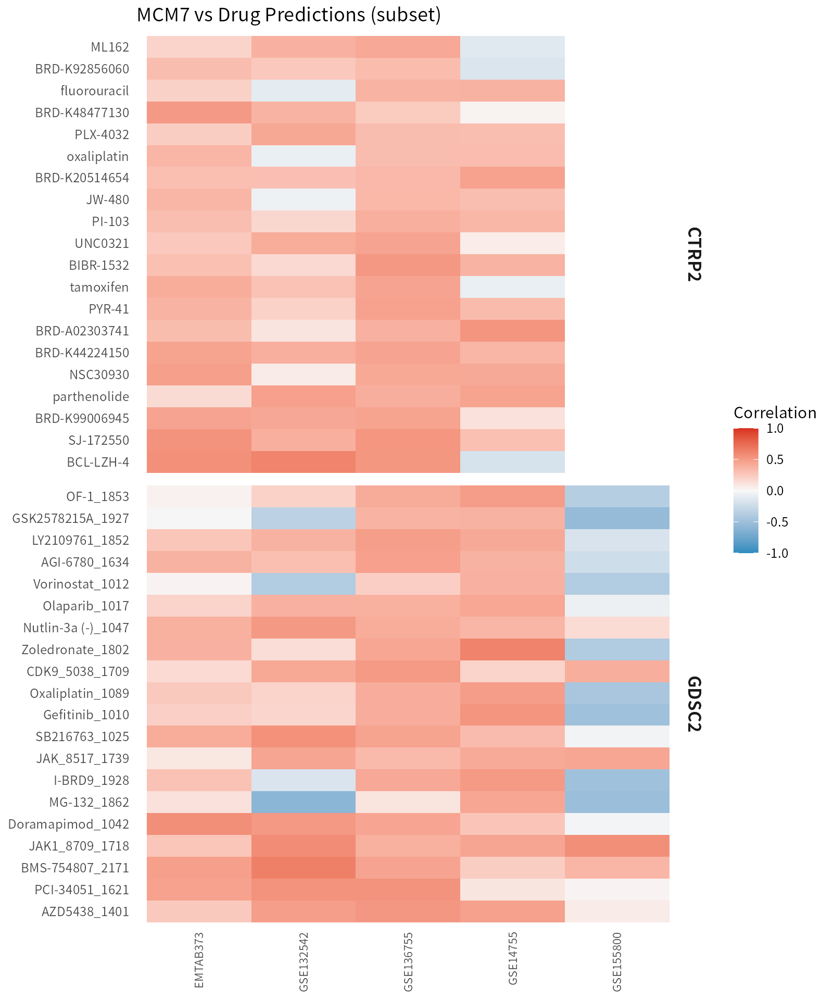 MCM7 vs Drug Predictions (subset)
ML162
BRD-K92856060
fluorouracil
BRD-K48477130
PLX-4032
oxaliplatin
BRD-K20514654
JW-480
PI-103
UNC0321
BIBR-1532
tamoxifen
PYR-41
BRD-A02303741
BRD-K44224150
NSC30930
parthenolide
BRD-K99006945
SJ-172550
BCL-LZH-4
CTRP2
OF-1_1853
GSK2578215A_1927
LY2109761_1852
AGI-6780_1634
Vorinostat_1012
Olaparib_1017
Nutlin-3a (-)_1047
Zoledronate_1802
CDK9_5038_1709
Oxaliplatin_1089
Gefitinib_1010
SB216763_1025
JAK_8517_1739
I-BRD9_1928
MG-132_1862
Doramapimod_1042
JAK1_8709_1718
BMS-754807_2171
PCI-34051_1621
AZD5438_1401
GDSC2
EMTAB373
GSE132542
GSE136755
GSE14755
GSE155800
Correlation
1.0
0.5
0.0
-0.5
-1.0